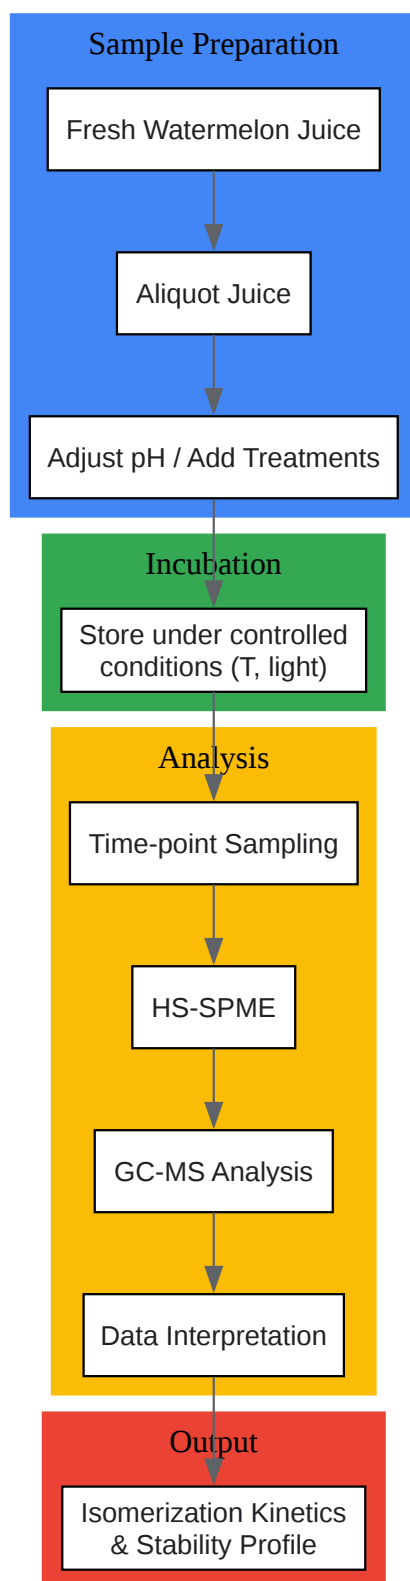 Sample Preparation
Fresh Watermelon Juice
Aliquot Juice
Adjust pH / Add Treatments
Incubation
Store under controlled
conditions (T, light)
Analysis
Time-point Sampling
HS-SPME
GC-MS Analysis
Data Interpretation
Output
Isomerization Kinetics
& Stability Profile